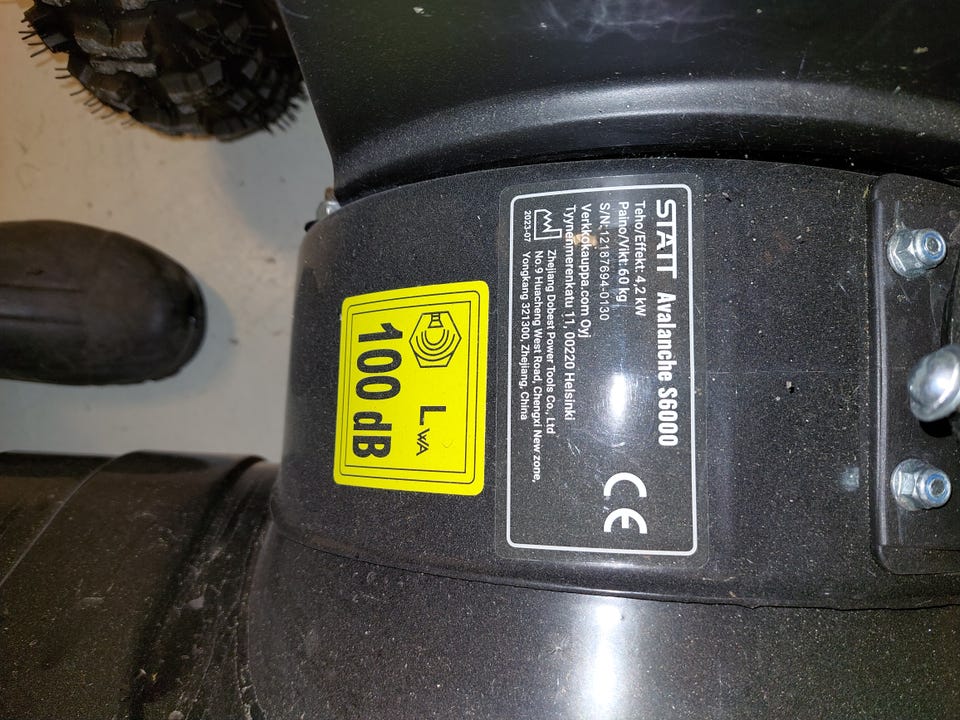 STATT Avalanche S6000
Teho/Effekt: 4,2 kW
Paino/Vikt: 60 kg
S/N:12187694-0130
Verkkokauppa.com Oyj
Tyynenmerenkatu 11, 00220 Helsinki
Zhejiang Dobest Power Tools Co., Ltd
No.9 Huacheng West Road, Chengxi New zone,
2023-07 Yongkang 321300, Zhejiang, China
CE
LWA
100 dB